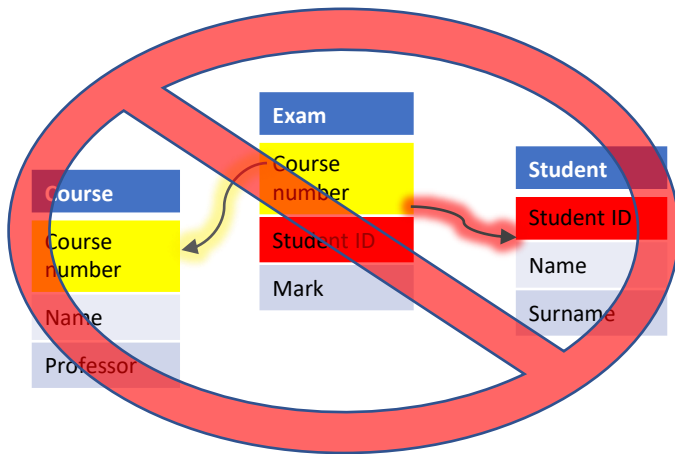 Course
Course
number
Name
Professor
Exam
Course
number
Student ID
Mark
Student
Student ID
Name
Surname